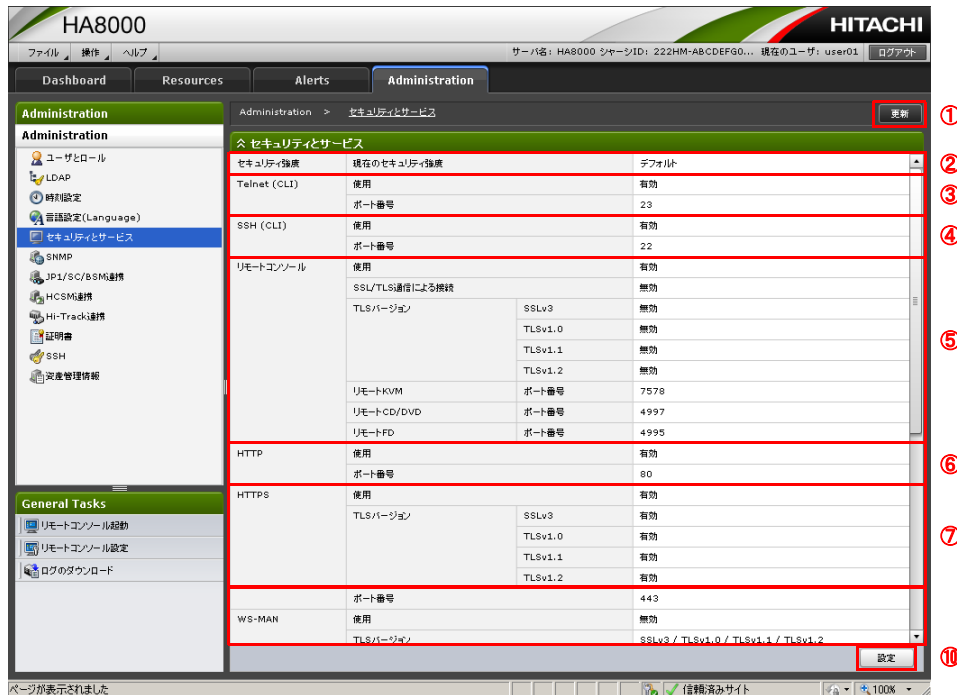 HA8000
HITACHI
ファイル 操作 ヘルプ サーバ名: HA8000 シャーシID: 222HM-ABCDEFG0... 現在のユーザ: user01 ログアウト
Dashboard Resources Alerts Administration
Administration
Administration
ユーザとロール
LDAP
時刻設定
言語設定(Language)
セキュリティとサービス
SNMP
JP1/SC/BSM連携
HCSM連携
Hi-Track連携
証明書
SSH
資産管理情報
General Tasks
リモートコンソール起動
リモートコンソール設定
ログのダウンロード
Administration > セキュリティとサービス 更新 ①
セキュリティとサービス
セキュリティ強度 現在のセキュリティ強度 デフォルト ②
Telnet (CLI) 使用 有効 ③
ポート番号 23
SSH (CLI) 使用 有効 ④
ポート番号 22
リモートコンソール 使用 有効
SSL/TLS通信による接続 無効
TLSバージョン SSLv3 無効
TLSv1.0 無効 ⑤
TLSv1.1 無効
TLSv1.2 無効
リモートKVM ポート番号 7578
リモートCD/DVD ポート番号 4997
リモートFD ポート番号 4995
HTTP 使用 有効 ⑥
ポート番号 80
HTTPS 使用 有効
TLSバージョン SSLv3 有効
TLSv1.0 有効 ⑦
TLSv1.1 有効
TLSv1.2 有効
ポート番号 443
WS-MAN 使用 無効
TLSバージョン SSLv3 / TLSv1.0 / TLSv1.1 / TLSv1.2
設定 ⑩
ページが表示されました 信頼済みサイト 100%